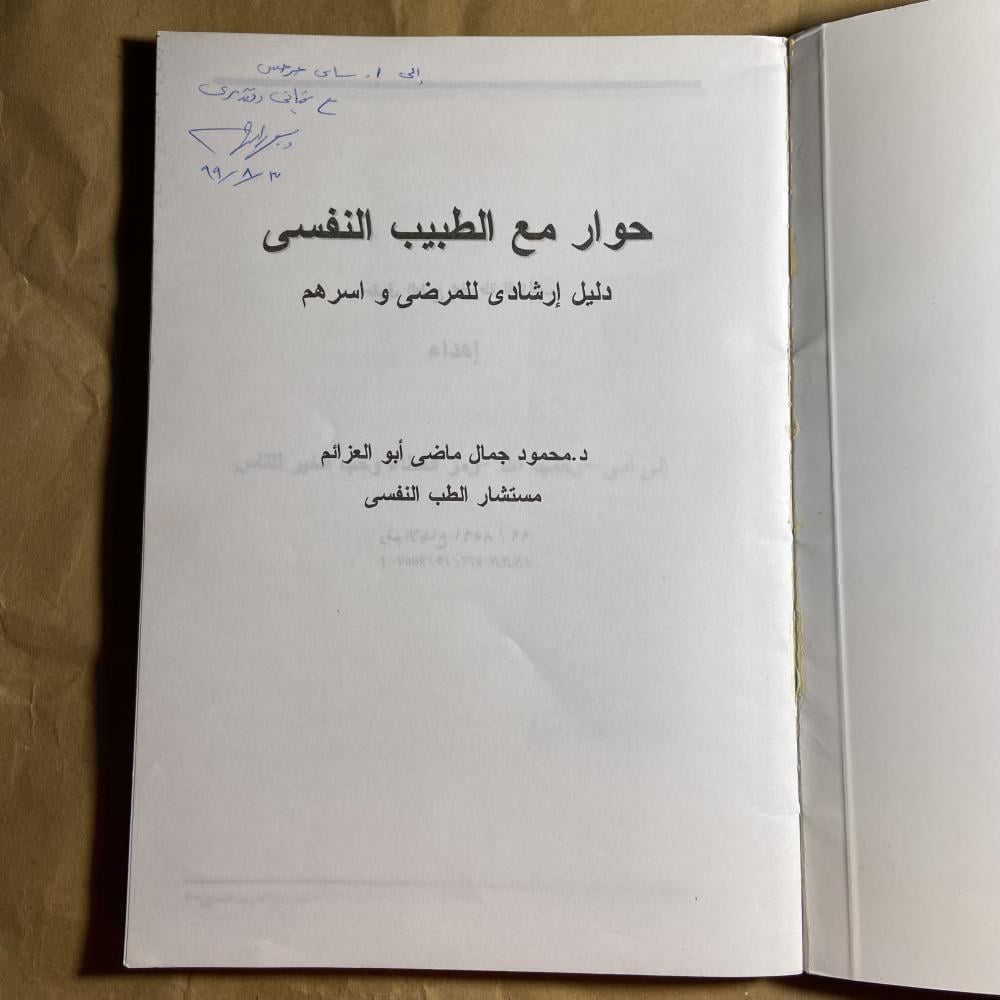 إلى ا. سامى جرجس
مع تحياتى وتقديرى
٩٩/٨/٣
حوار مع الطبيب النفسى
دليل إرشادى للمرضى و اسرهم
د.محمود جمال ماضى أبو العزائم
مستشار الطب النفسى